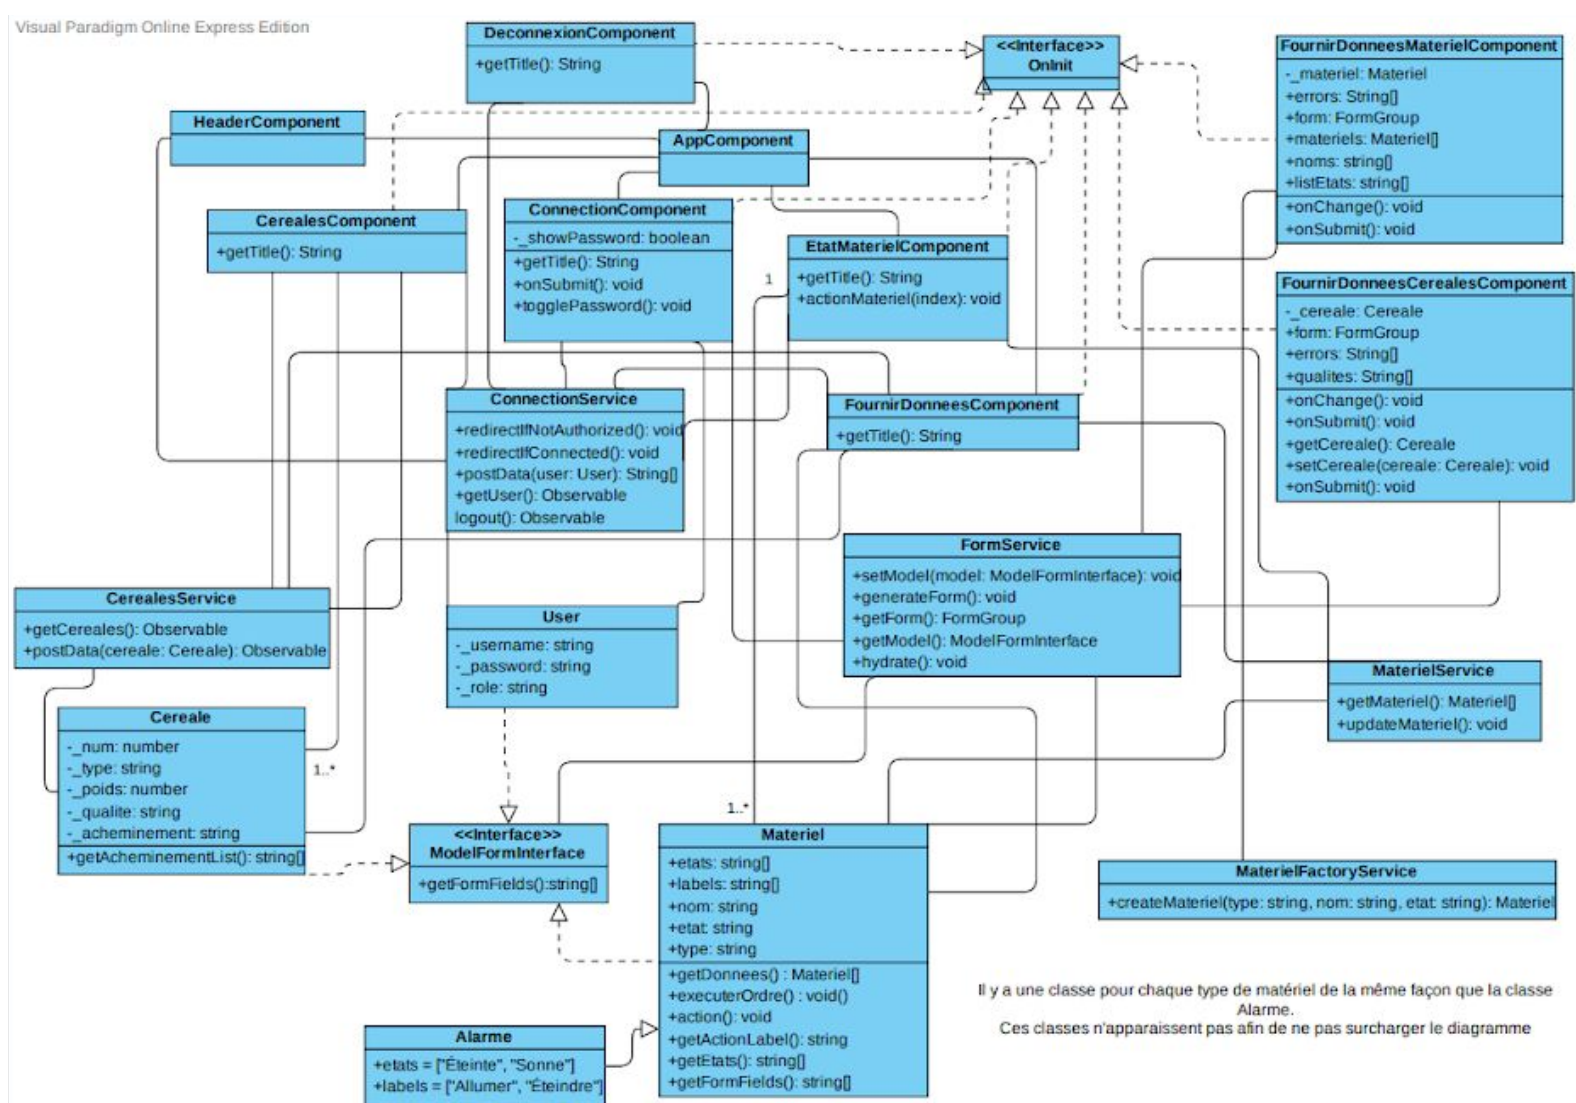 Visual Paradigm Online Express Edition
DeconnexionComponent
+getTitle(): String
<<Interface>>
OnInit
FournirDonneesMaterielComponent
-_materiel: Materiel
+errors: String[]
+form: FormGroup
+materiels: Materiel[]
+noms: string[]
+listEtats: string[]
+onChange(): void
+onSubmit(): void
HeaderComponent
AppComponent
CerealesComponent
+getTitle(): String
ConnectionComponent
-_showPassword: boolean
+getTitle(): String
+onSubmit(): void
+togglePassword(): void
EtatMaterielComponent
+getTitle(): String
+actionMateriel(index): void
1
FournirDonneesCerealesComponent
-_cereale: Cereale
+form: FormGroup
+errors: String[]
+qualites: String[]
+onChange(): void
+onSubmit(): void
+getCereale(): Cereale
+setCereale(cereale: Cereale): void
+onSubmit(): void
ConnectionService
+redirectIfNotAuthorized(): void
+redirectIfConnected(): void
+postData(user: User): String[]
+getUser(): Observable
logout(): Observable
FournirDonneesComponent
+getTitle(): String
FormService
+setModel(model: ModelFormInterface): void
+generateForm(): void
+getForm(): FormGroup
+getModel(): ModelFormInterface
+hydrate(): void
CerealesService
+getCereales(): Observable
+postData(cereale: Cereale): Observable
User
-_username: string
-_password: string
-_role: string
MaterielService
+getMateriel(): Materiel[]
+updateMateriel(): void
Cereale
-_num: number
-_type: string
-_poids: number
-_qualite: string
-_acheminement: string
+getAcheminementList(): string[]
1..*
1..*
<<Interface>>
ModelFormInterface
+getFormFields():string[]
Materiel
+etats: string[]
+labels: string[]
+nom: string
+etat: string
+type: string
+getDonnees() : Materiel[]
+executerOrdre() : void()
+action(): void
+getActionLabel(): string
+getEtats(): string[]
+getFormFields(): string[]
MaterielFactoryService
+createMateriel(type: string, nom: string, etat: string): Materiel
Alarme
+etats = ["Éteinte", "Sonne"]
+labels = ["Allumer", "Éteindre"]
Il y a une classe pour chaque type de matériel de la même façon que la classe
Alarme.
Ces classes n'apparaissent pas afin de ne pas surcharger le diagramme